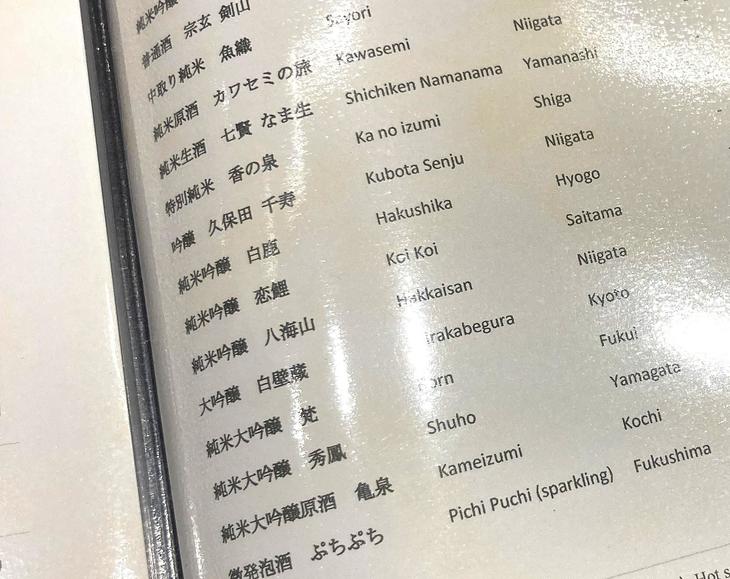 純米吟醸
普通酒 宗玄 剣山
中取り純米 魚織 Sayori
純米原酒 カワセミの旅 Kawasemi Niigata
純米生酒 七賢 なま生 Shichiken Namanama Yamanashi
特別純米 香の泉 Ka no izumi Shiga
吟醸 久保田 千寿 Kubota Senju Niigata
純米吟醸 白鹿 Hakushika Hyogo
純米吟醸 恋鯉 Koi Koi Saitama
純米吟醸 八海山 Hakkaisan Niigata
大吟醸 白壁蔵 Shirakabegura Kyoto
純米大吟醸 梵 Born Fukui
純米大吟醸 秀鳳 Shuho Yamagata
純米大吟醸原酒 亀泉 Kameizumi Kochi
微発泡酒 ぷちぷち Pichi Puchi (sparkling) Fukushima
Hot